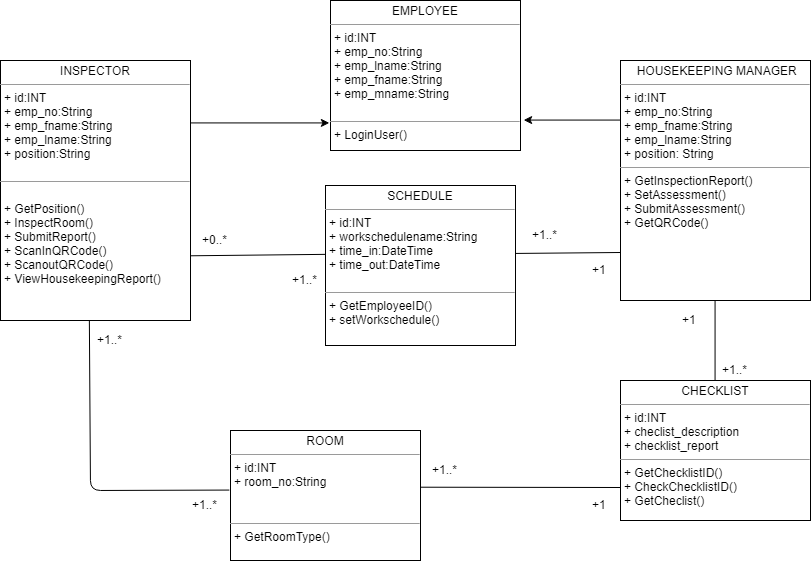 EMPLOYEE
+ id:INT
+ emp_no:String
+ emp_lname:String
+ emp_fname:String
+ emp_mname:String
+ LoginUser()
INSPECTOR
+ id:INT
+ emp_no:String
+ emp_fname:String
+ emp_lname:String
+ position:String
+ GetPosition()
+ InspectRoom()
+ SubmitReport()
+ ScanInQRCode()
+ ScanoutQRCode()
+ ViewHousekeepingReport()
HOUSEKEEPING MANAGER
+ id:INT
+ emp_no:String
+ emp_fname:String
+ emp_lname:String
+ position: String
+ GetInspectionReport()
+ SetAssessment()
+ SubmitAssessment()
+ GetQRCode()
SCHEDULE
+ id:INT
+ workschedulename:String
+ time_in:DateTime
+ time_out:DateTime
+ GetEmployeeID()
+ setWorkschedule()
+0..*
+1..*
+1..*
+1
+1..*
+1
+1..*
CHECKLIST
+ id:INT
+ checlist_description
+ checklist_report
+ GetChecklistID()
+ CheckChecklistID()
+ GetCheclist()
ROOM
+ id:INT
+ room_no:String
+ GetRoomType()
+1..*
+1..*
+1